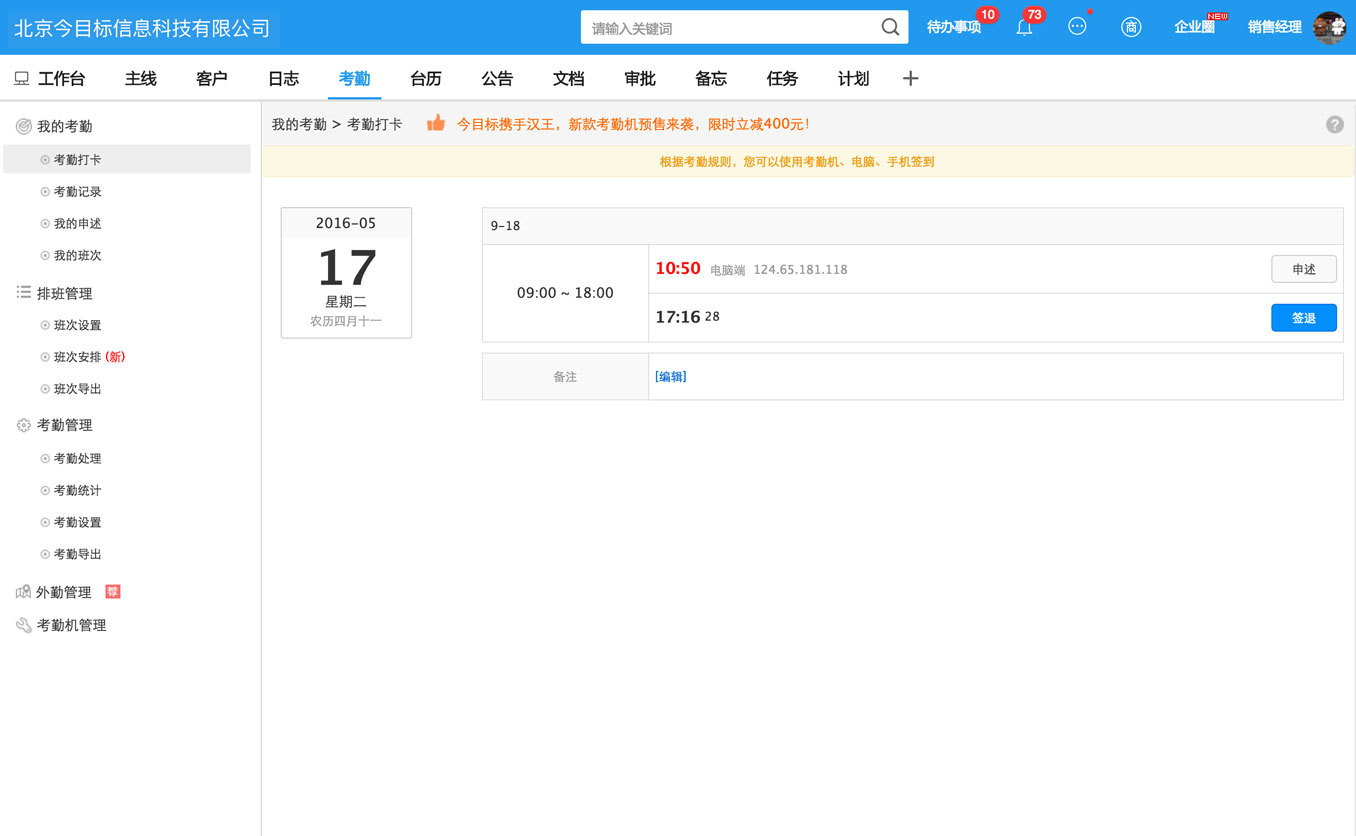 北京今目标信息科技有限公司
请输入关键词
待办事项 10
73
商
企业圈 NEW
销售经理
工作台 主线 客户 日志 考勤 台历 公告 文档 审批 备忘 任务 计划 +
我的考勤
考勤打卡
考勤记录
我的申述
我的班次
排班管理
班次设置
班次安排 (新)
班次导出
考勤管理
考勤处理
考勤统计
考勤设置
考勤导出
外勤管理 荐
考勤机管理
我的考勤 > 考勤打卡 今目标携手汉王，新款考勤机预售来袭，限时立减400元！ ?
根据考勤规则，您可以使用考勤机、电脑、手机签到
2016-05
17
星期二
农历四月十一
9-18
09:00 ~ 18:00
10:50 电脑端 124.65.181.118 申述
17:16 28 签退
备注 [编辑]